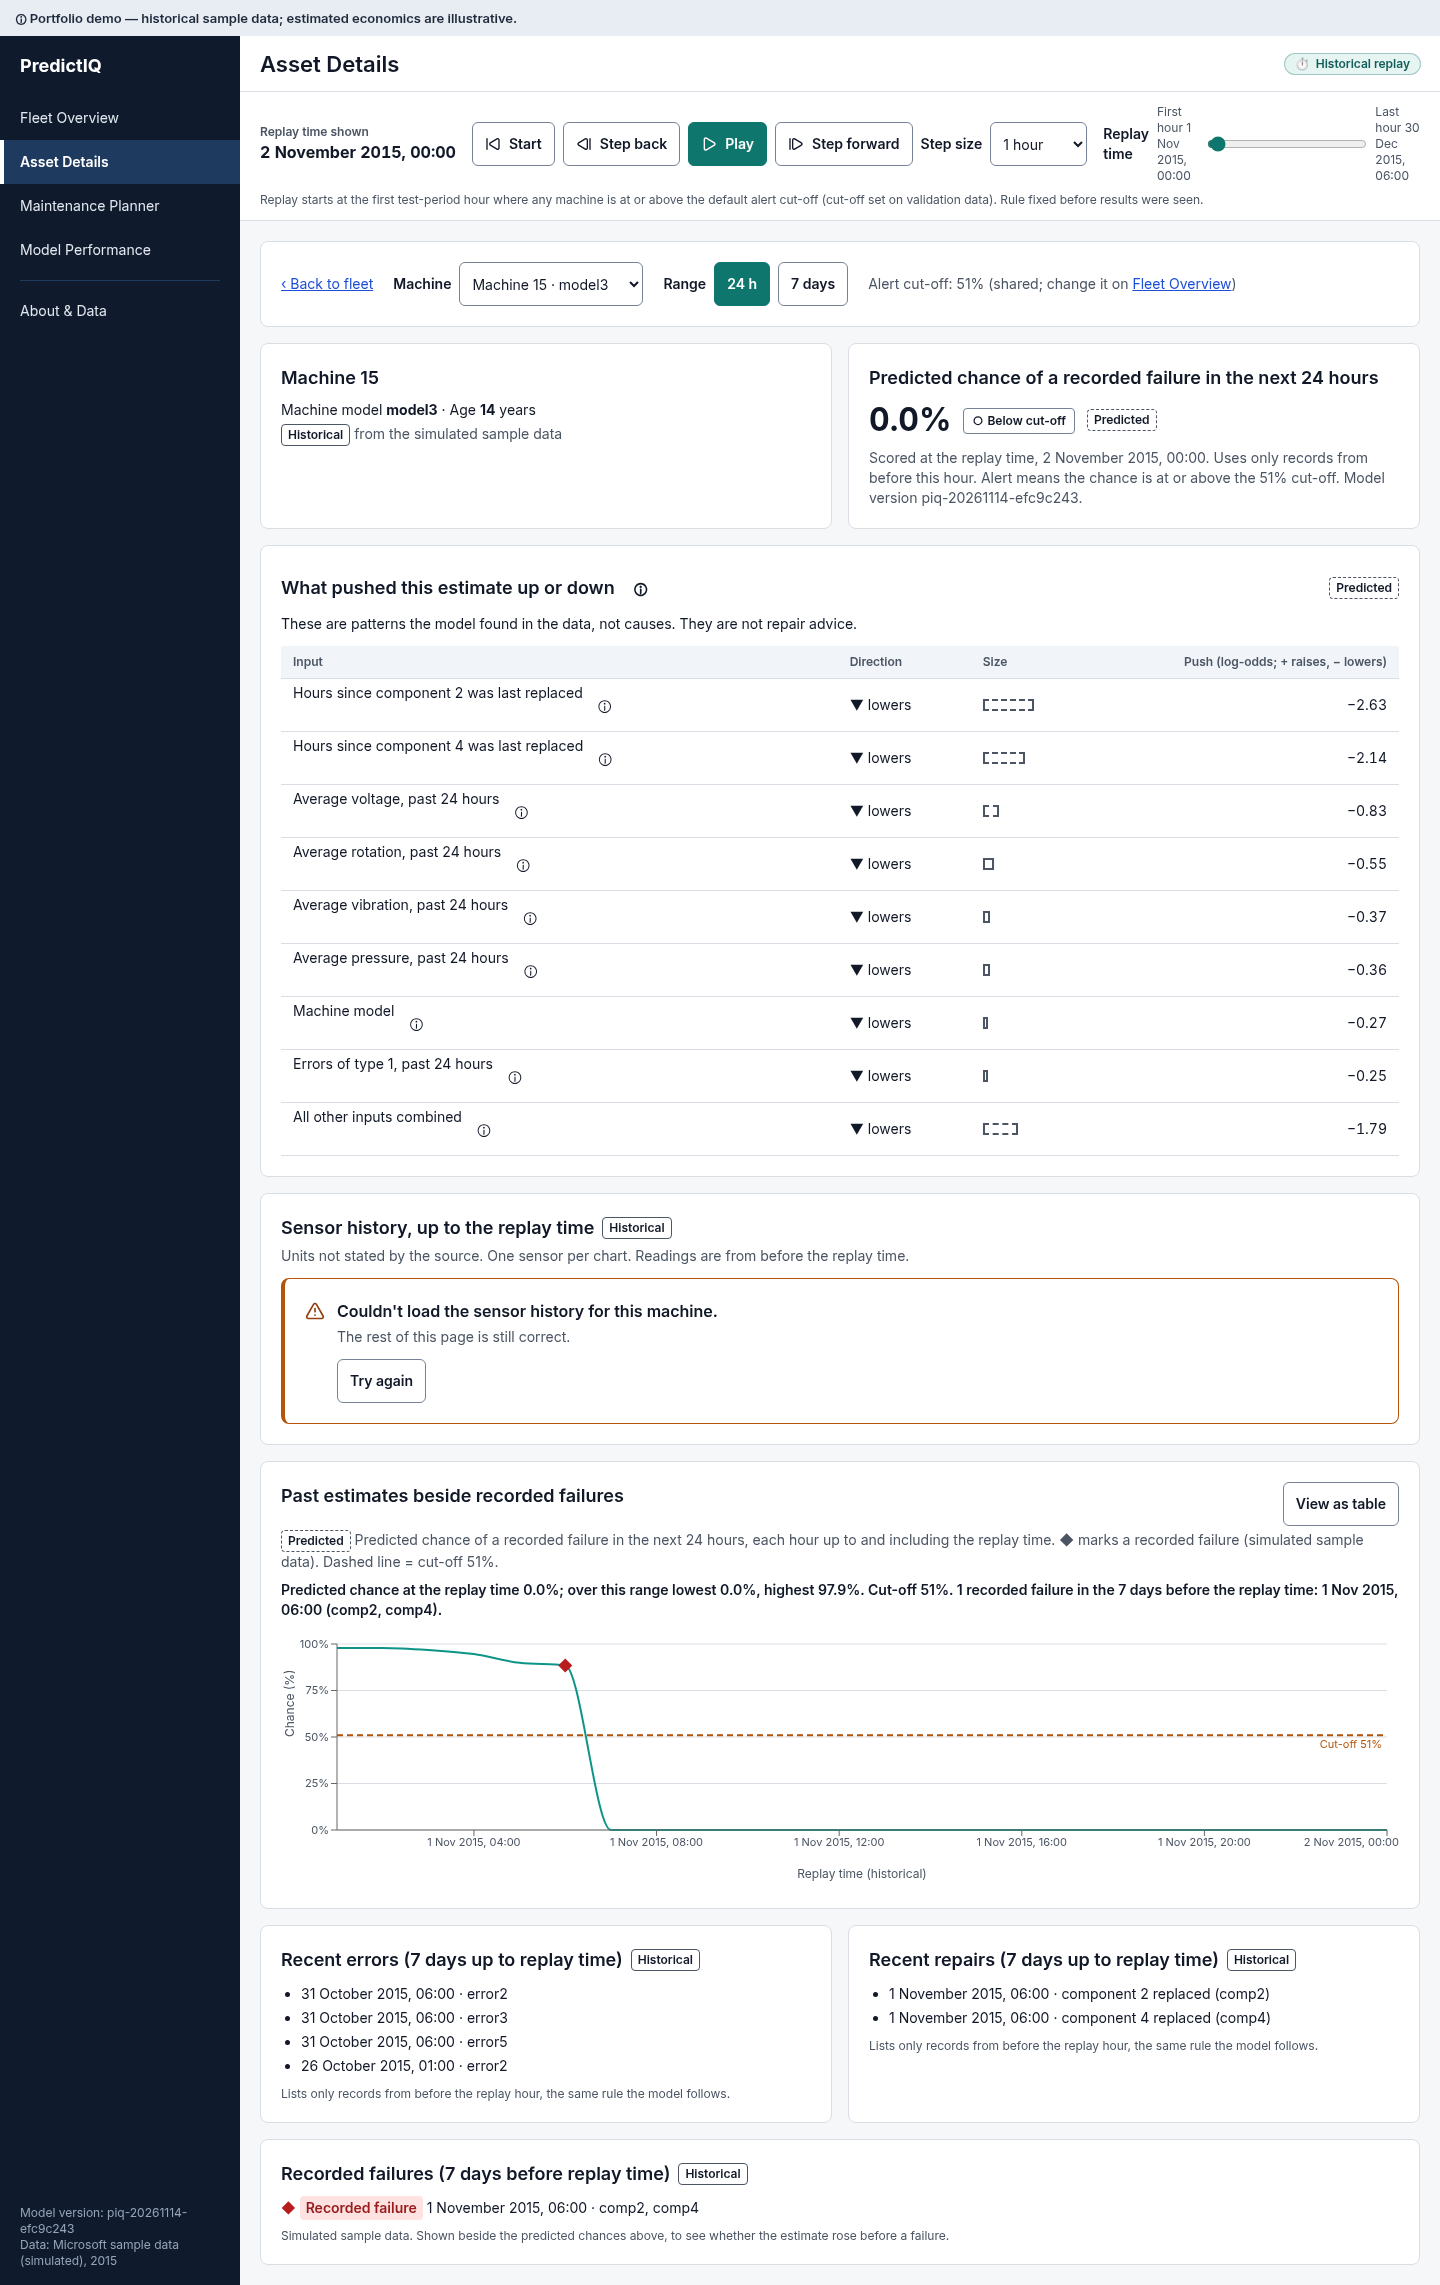 ⓘ Portfolio demo — historical sample data; estimated economics are illustrative.
PredictIQ
Fleet Overview
Asset Details
Maintenance Planner
Model Performance
About & Data
Model version: piq-20261114-
efc9c243
Data: Microsoft sample data
(simulated), 2015
Asset Details
Historical replay
Replay time shown
2 November 2015, 00:00
Start
Step back
Play
Step forward
Step size
1 hour
Replay
time
First
hour 1
Nov
2015,
00:00
Last
hour 30
Dec
2015,
06:00
Replay starts at the first test-period hour where any machine is at or above the default alert cut-off (cut-off set on validation data). Rule fixed before results were seen.
‹ Back to fleet
Machine
Machine 15 · model3
Range
24 h
7 days
Alert cut-off: 51% (shared; change it on Fleet Overview)
Machine 15
Machine model model3 · Age 14 years
Historical from the simulated sample data
Predicted chance of a recorded failure in the next 24 hours
0.0%
Below cut-off
Predicted
Scored at the replay time, 2 November 2015, 00:00. Uses only records from
before this hour. Alert means the chance is at or above the 51% cut-off. Model
version piq-20261114-efc9c243.
What pushed this estimate up or down ⓘ
Predicted
These are patterns the model found in the data, not causes. They are not repair advice.
Input Direction Size Push (log-odds; + raises, − lowers)
Hours since component 2 was last replaced ⓘ ▼ lowers −2.63
Hours since component 4 was last replaced ⓘ ▼ lowers −2.14
Average voltage, past 24 hours ⓘ ▼ lowers −0.83
Average rotation, past 24 hours ⓘ ▼ lowers −0.55
Average vibration, past 24 hours ⓘ ▼ lowers −0.37
Average pressure, past 24 hours ⓘ ▼ lowers −0.36
Machine model ⓘ ▼ lowers −0.27
Errors of type 1, past 24 hours ⓘ ▼ lowers −0.25
All other inputs combined ⓘ ▼ lowers −1.79
Sensor history, up to the replay time Historical
Units not stated by the source. One sensor per chart. Readings are from before the replay time.
Couldn't load the sensor history for this machine.
The rest of this page is still correct.
Try again
Past estimates beside recorded failures
View as table
Predicted Predicted chance of a recorded failure in the next 24 hours, each hour up to and including the replay time. ◆ marks a recorded failure (simulated sample
data). Dashed line = cut-off 51%.
Predicted chance at the replay time 0.0%; over this range lowest 0.0%, highest 97.9%. Cut-off 51%. 1 recorded failure in the 7 days before the replay time: 1 Nov 2015,
06:00 (comp2, comp4).
Chance (%)
100%
75%
50%
25%
0%
Cut-off 51%
1 Nov 2015, 04:00
1 Nov 2015, 08:00
1 Nov 2015, 12:00
1 Nov 2015, 16:00
1 Nov 2015, 20:00
2 Nov 2015, 00:00
Replay time (historical)
Recent errors (7 days up to replay time) Historical
• 31 October 2015, 06:00 · error2
• 31 October 2015, 06:00 · error3
• 31 October 2015, 06:00 · error5
• 26 October 2015, 01:00 · error2
Lists only records from before the replay hour, the same rule the model follows.
Recent repairs (7 days up to replay time) Historical
• 1 November 2015, 06:00 · component 2 replaced (comp2)
• 1 November 2015, 06:00 · component 4 replaced (comp4)
Lists only records from before the replay hour, the same rule the model follows.
Recorded failures (7 days before replay time) Historical
◆ Recorded failure 1 November 2015, 06:00 · comp2, comp4
Simulated sample data. Shown beside the predicted chances above, to see whether the estimate rose before a failure.